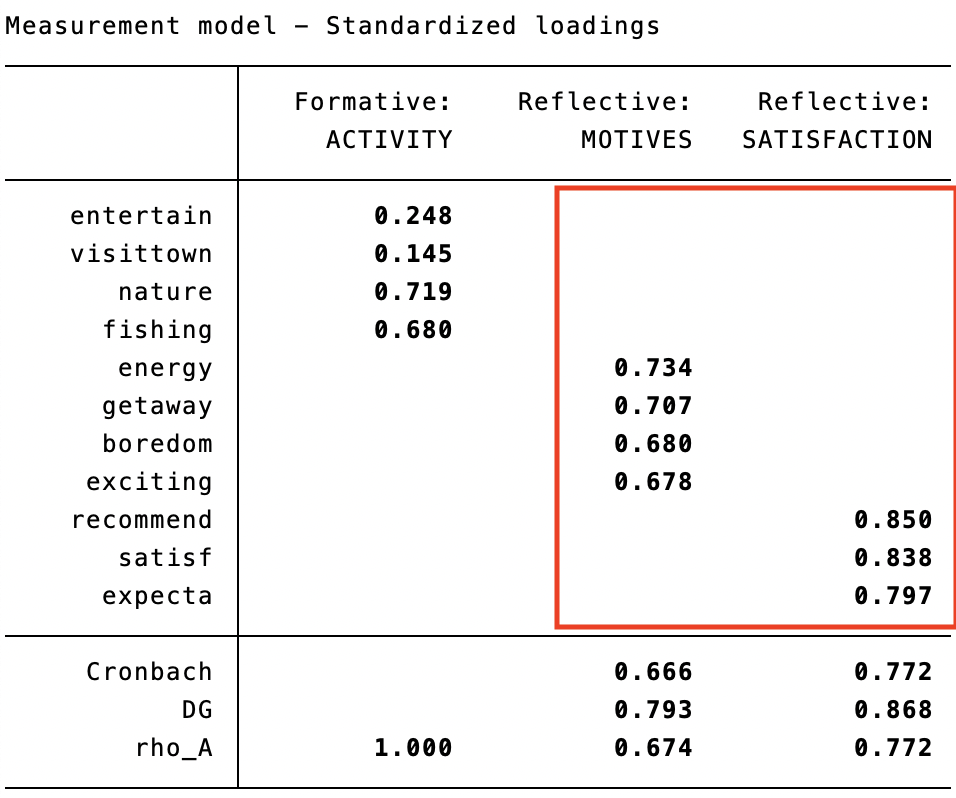 Measurement model - Standardized loadings
Formative: Reflective: Reflective:
ACTIVITY MOTIVES SATISFACTION
entertain 0.248
visittown 0.145
nature 0.719
fishing 0.680
energy 0.734
getaway 0.707
boredom 0.680
exciting 0.678
recommend 0.850
satisf 0.838
expecta 0.797
Cronbach 0.666 0.772
DG 0.793 0.868
rho_A 1.000 0.674 0.772